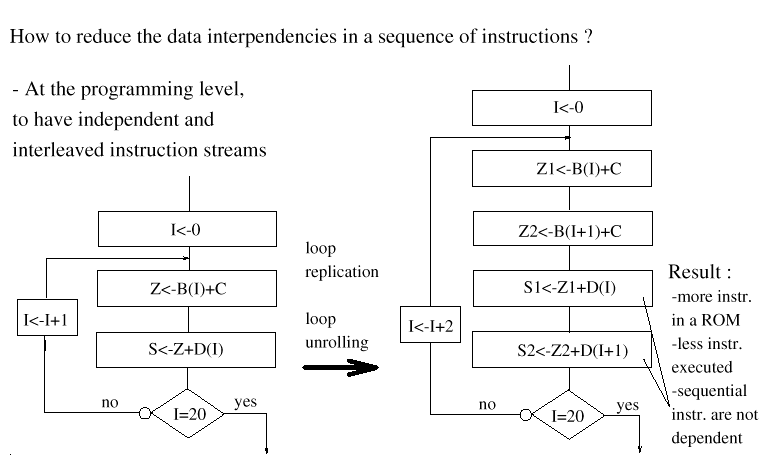 How to reduce the data interpendencies in a sequence of instructions ?
- At the programming level,
to have independent and
interleaved instruction streams
I<-0
Z<-B(I)+C
I<-I+1
S<-Z+D(I)
no
I=20
yes
loop
replication
loop
unrolling
I<-0
Z1<-B(I)+C
Z2<-B(I+1)+C
S1<-Z1+D(I)
I<-I+2
S2<-Z2+D(I+1)
no
I=20
yes
Result :
-more instr.
in a ROM
-less instr.
executed
-sequential
instr. are not
dependent